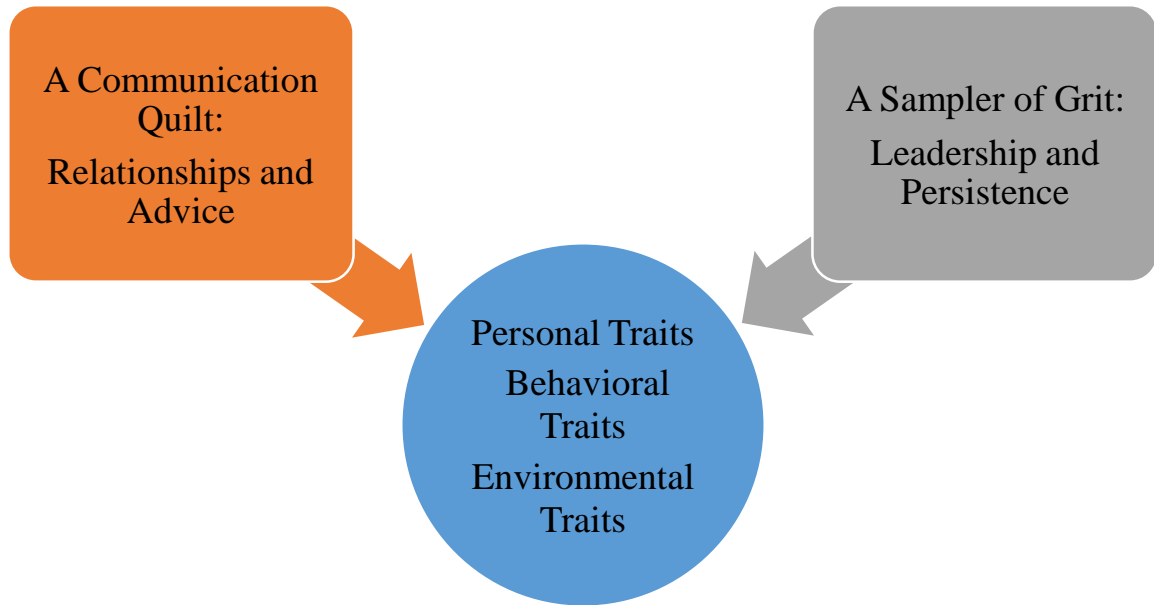 A Communication
Quilt:
Relationships and
Advice
A Sampler of Grit:
Leadership and
Persistence
Personal Traits
Behavioral
Traits
Environmental
Traits